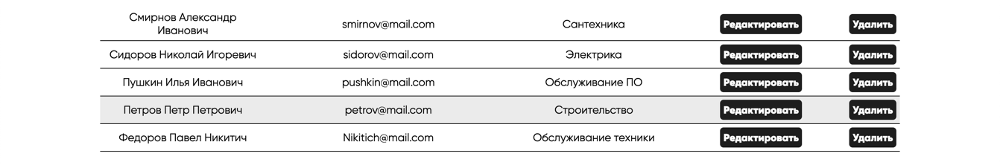 Смирнов Александр
Иванович
smirnov@mail.com
Сантехника
Редактировать
Удалить
Сидоров Николай Игоревич
sidorov@mail.com
Электрика
Редактировать
Удалить
Пушкин Илья Иванович
pushkin@mail.com
Обслуживание ПО
Редактировать
Удалить
Петров Петр Петрович
petrov@mail.com
Строительство
Редактировать
Удалить
Федоров Павел Никитич
Nikitich@mail.com
Обслуживание техники
Редактировать
Удалить